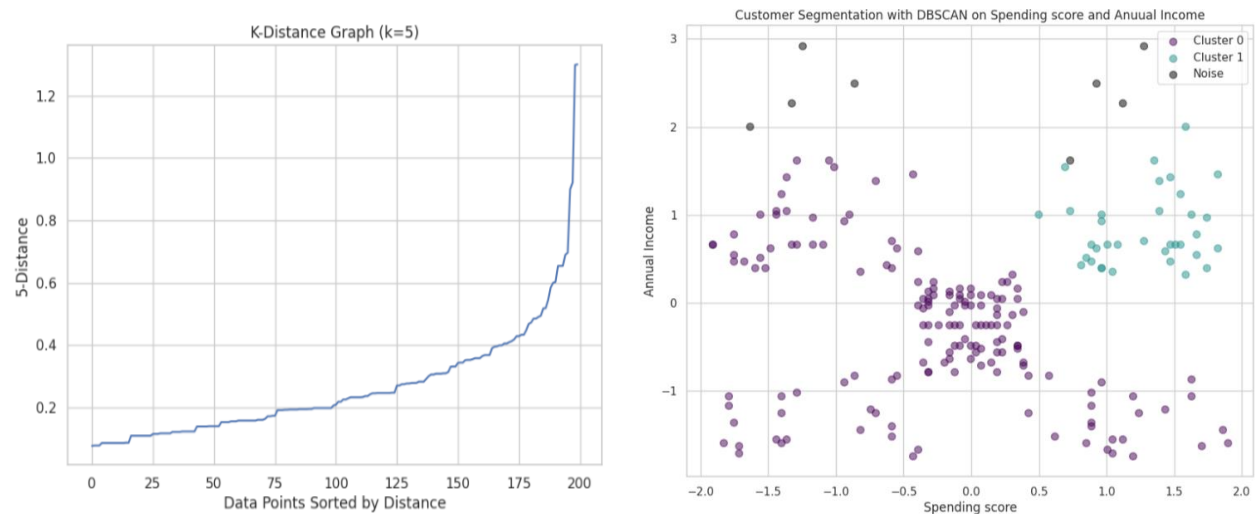 K-Distance Graph (k=5)
5-Distance
1.2
1.0
0.8
0.6
0.4
0.2
0 25 50 75 100 125 150 175 200
Data Points Sorted by Distance
Customer Segmentation with DBSCAN on Spending score and Anuual Income
Cluster 0
Cluster 1
Noise
Annual Income
3
2
1
0
−1
−2.0 −1.5 −1.0 −0.5 0.0 0.5 1.0 1.5 2.0
Spending score